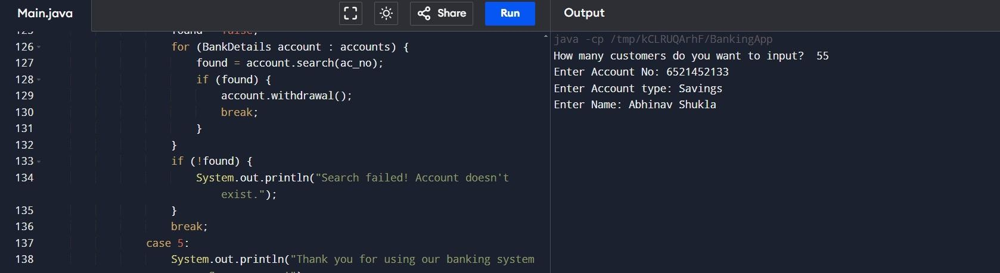 Main.java
Share
Run
Output
125 found = false;
126 for (BankDetails account : accounts) {
127 found = account.search(ac_no);
128 if (found) {
129 account.withdrawal();
130 break;
131 }
132 }
133 if (!found) {
134 System.out.println("Search failed! Account doesn't
exist.");
135 }
136 break;
137 case 5:
138 System.out.println("Thank you for using our banking system
java -cp /tmp/kCLRUQArhF/BankingApp
How many customers do you want to input?  55
Enter Account No: 6521452133
Enter Account type: Savings
Enter Name: Abhinav Shukla